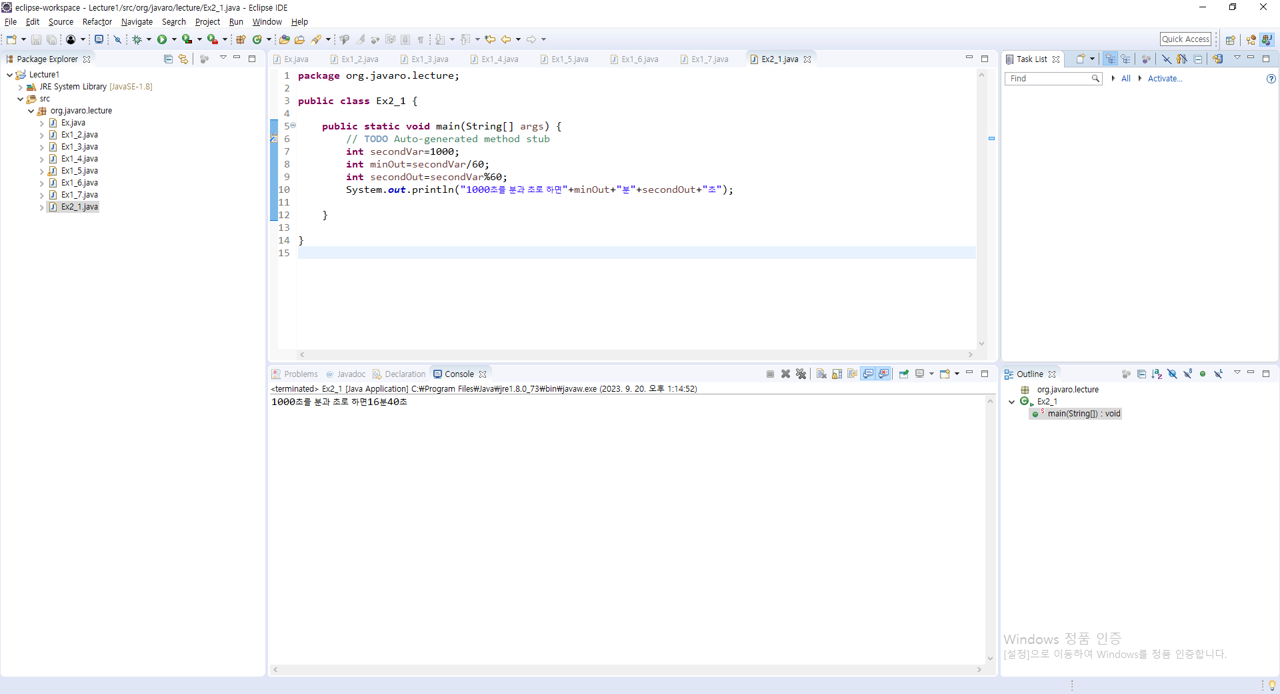 eclipse-workspace - Lecture1/src/org/javaro/lecture/Ex2_1.java - Eclipse IDE
File Edit Source Refactor Navigate Search Project Run Window Help
Quick Access
Package Explorer
Lecture1
JRE System Library [JavaSE-1.8]
src
org.javaro.lecture
Ex.java
Ex1_2.java
Ex1_3.java
Ex1_4.java
Ex1_5.java
Ex1_6.java
Ex1_7.java
Ex2_1.java
Ex.java Ex1_2.java Ex1_3.java Ex1_4.java Ex1_5.java Ex1_6.java Ex1_7.java Ex2_1.java
1 package org.javaro.lecture;
2
3 public class Ex2_1 {
4
5 public static void main(String[] args) {
6 // TODO Auto-generated method stub
7 int secondVar=1000;
8 int minOut=secondVar/60;
9 int secondOut=secondVar%60;
10 System.out.println("1000초를 분과 초로 하면"+minOut+"분"+secondOut+"초");
11
12 }
13
14 }
15
Task List
Find All Activate...
Problems Javadoc Declaration Console
<terminated> Ex2_1 [Java Application] C:₩Program Files₩Java₩jre1.8.0_73₩bin₩javaw.exe (2023. 9. 20. 오후 1:14:52)
1000초를 분과 초로 하면16분40초
Outline
org.javaro.lecture
Ex2_1
main(String[]) : void
Windows 정품 인증
[설정]으로 이동하여 Windows를 정품 인증합니다.